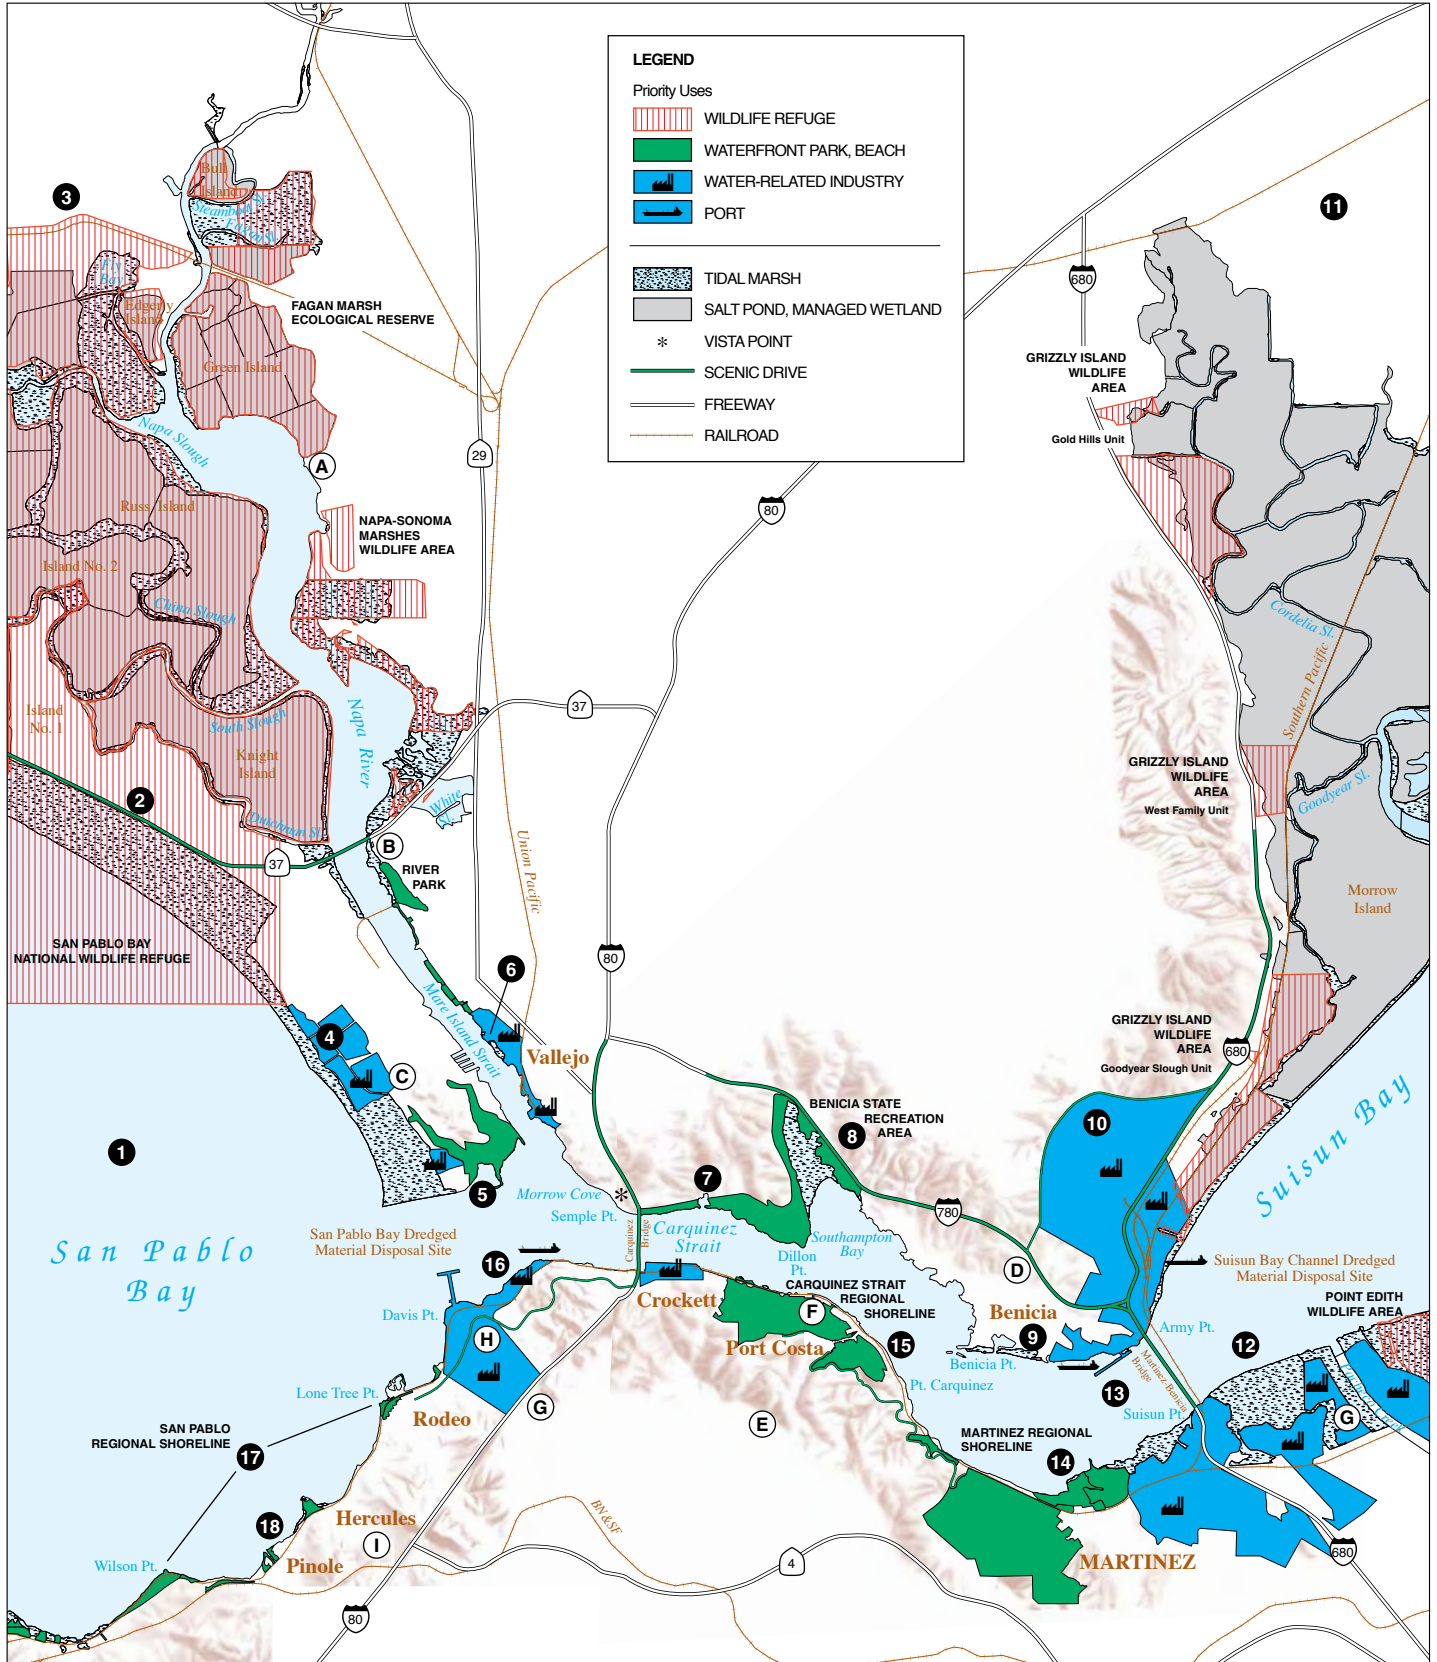 LEGEND
Priority Uses
WILDLIFE REFUGE
WATERFRONT PARK, BEACH
WATER-RELATED INDUSTRY
PORT
TIDAL MARSH
SALT POND, MANAGED WETLAND
VISTA POINT
SCENIC DRIVE
FREEWAY
RAILROAD
3
11
Bull
Island
Fagan Sl.
Fly
Bay
Edgerly
Island
FAGAN MARSH
ECOLOGICAL RESERVE
Green Island
680
GRIZZLY ISLAND
WILDLIFE
AREA
Gold Hills Unit
Napa Slough
A
29
80
Russ Island
NAPA-SONOMA
MARSHES
WILDLIFE AREA
Island No. 2
China Slough
Cordelia Sl.
Southern Pacific
Island
No. 1
South Slough
Napa River
37
Knight
Island
GRIZZLY ISLAND
WILDLIFE
AREA
West Family Unit
Goodyear Sl.
2
White
Sl.
Dutchman Sl.
37
B
RIVER
PARK
Union Pacific
Morrow
Island
SAN PABLO BAY
NATIONAL WILDLIFE REFUGE
80
6
Mare Island Strait
4
Vallejo
C
GRIZZLY ISLAND
WILDLIFE
AREA
680
Goodyear Slough Unit
Suisun Bay
BENICIA STATE
RECREATION
AREA
8
10
1
5
7
Morrow Cove
Semple Pt.
780
San Pablo Bay Dredged
Material Disposal Site
Carquinez
Bridge
Carquinez
Strait
Southampton
Bay
Dillon
Pt.
San Pablo
Bay
16
D
Suisun Bay Channel Dredged
Material Disposal Site
CARQUINEZ STRAIT
REGIONAL
SHORELINE
Crockett
Benicia
POINT EDITH
WILDLIFE AREA
Davis Pt.
H
F
Port Costa
15
9
Army Pt.
12
Benicia Pt.
Martinez-Benicia
Bridge
Pacheco Creek
Lone Tree Pt.
Pt. Carquinez
13
Suisun Pt.
G
Rodeo
G
E
SAN PABLO
REGIONAL SHORELINE
17
MARTINEZ REGIONAL
SHORELINE
14
Hercules
18
I
BN&SF
Wilson Pt.
Pinole
4
MARTINEZ
680
80